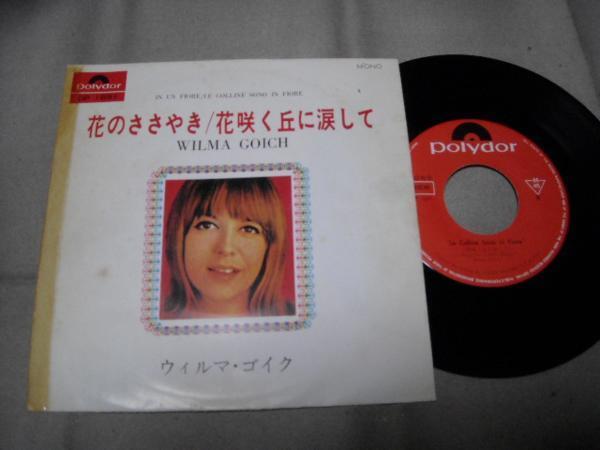 MONO
Polydor
IN UN FIORE/LE COLLINE SONO IN FIORE
花のささやき/花咲く丘に涙して
WILMA GOICH
ウィルマ・ゴイク
Polydor
45
"Le Colline Sono in Fiore"